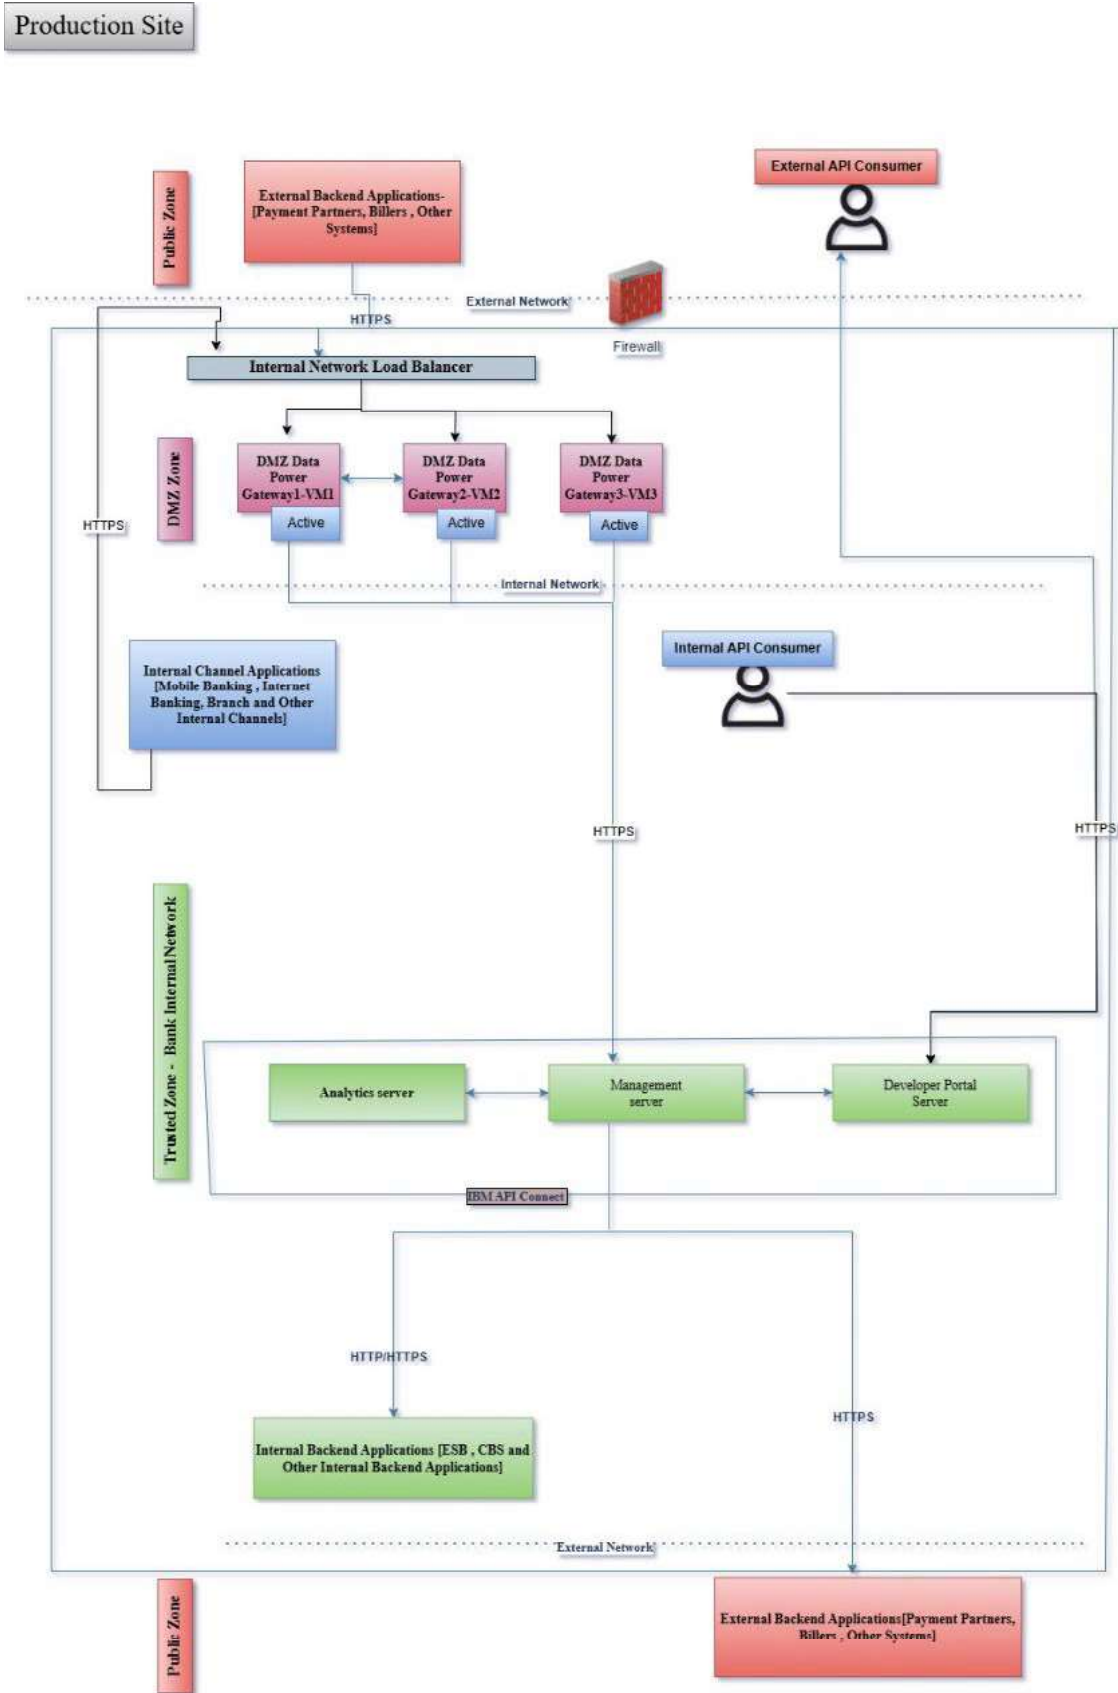 Production Site
Public Zone
External Backend Applications-
[Payment Partners, Billers , Other
Systems]
External API Consumer
External Network
HTTPS
Firewall
Internal Network Load Balancer
DMZ Zone
DMZ Data
Power
Gateway1-VM1
Active
DMZ Data
Power
Gateway2-VM2
Active
DMZ Data
Power
Gateway3-VM3
Active
HTTPS
Internal Network
Internal Channel Applications
[Mobile Banking , Internet
Banking, Branch and Other
Internal Channels]
Internal API Consumer
HTTPS
HTTPS
Trusted Zone - Bank Internal Network
Analytics server
Management
server
Developer Portal
Server
IBM API Connect
HTTP/HTTPS
HTTPS
Internal Backend Applications [ESB , CBS and
Other Internal Backend Applications]
External Network
Public Zone
External Backend Applications[Payment Partners,
Billers , Other Systems]